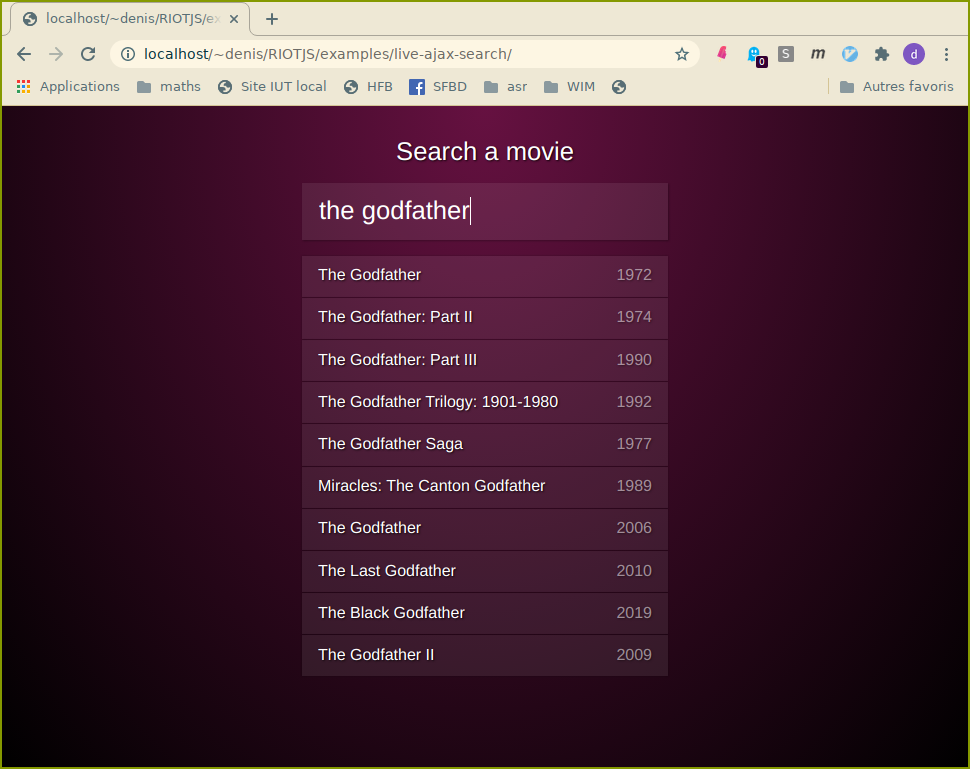 localhost/~denis/RIOTJS/ex
localhost/~denis/RIOTJS/examples/live-ajax-search/
0
S
m
d
Applications
maths
Site IUT local
HFB
SFBD
asr
WIM
Autres favoris
Search a movie
the godfather
The Godfather 1972
The Godfather: Part II 1974
The Godfather: Part III 1990
The Godfather Trilogy: 1901-1980 1992
The Godfather Saga 1977
Miracles: The Canton Godfather 1989
The Godfather 2006
The Last Godfather 2010
The Black Godfather 2019
The Godfather II 2009